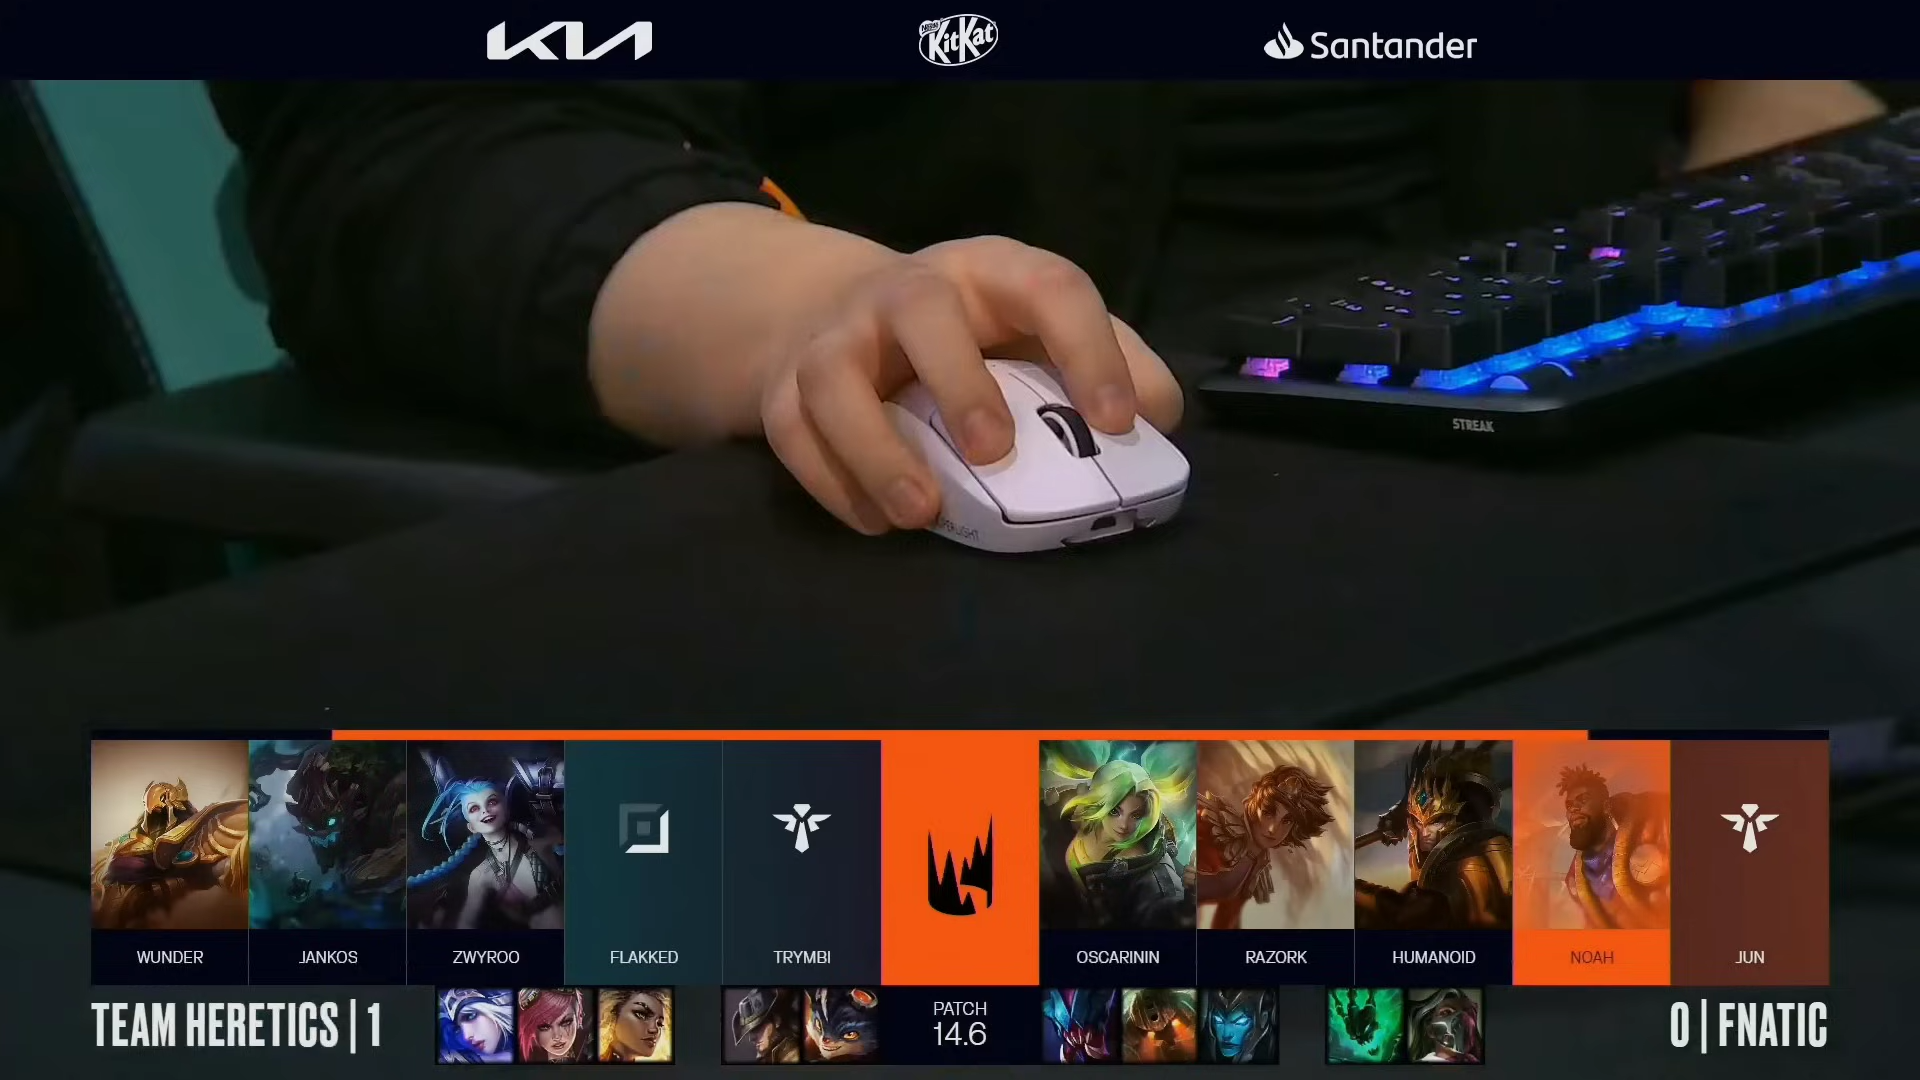 KIA
Nestlé
KitKat
Santander
STREAK
WUNDER
JANKOS
ZWYROO
FLAKKED
TRYMBI
OSCARININ
RAZORK
HUMANOID
NOAH
JUN
TEAM HERETICS | 1
PATCH
14.6
0 | FNATIC